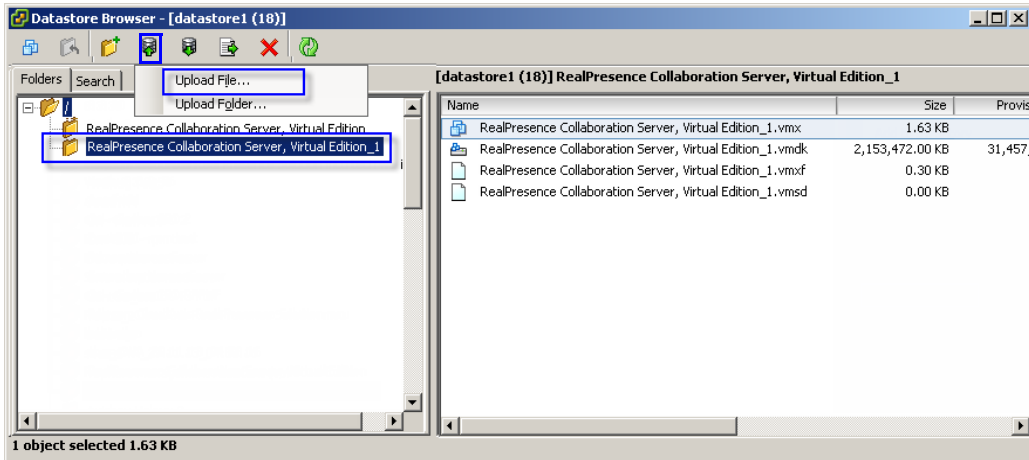 Datastore Browser - [datastore1 (18)]
Folders
Search
Upload File...
Upload Folder...
[datastore1 (18)] RealPresence Collaboration Server, Virtual Edition_1
/
RealPresence Collaboration Server, Virtual Edition
RealPresence Collaboration Server, Virtual Edition_1
Name Size Provis
RealPresence Collaboration Server, Virtual Edition_1.vmx 1.63 KB
RealPresence Collaboration Server, Virtual Edition_1.vmdk 2,153,472.00 KB 31,457,
RealPresence Collaboration Server, Virtual Edition_1.vmxf 0.30 KB
RealPresence Collaboration Server, Virtual Edition_1.vmsd 0.00 KB
1 object selected 1.63 KB